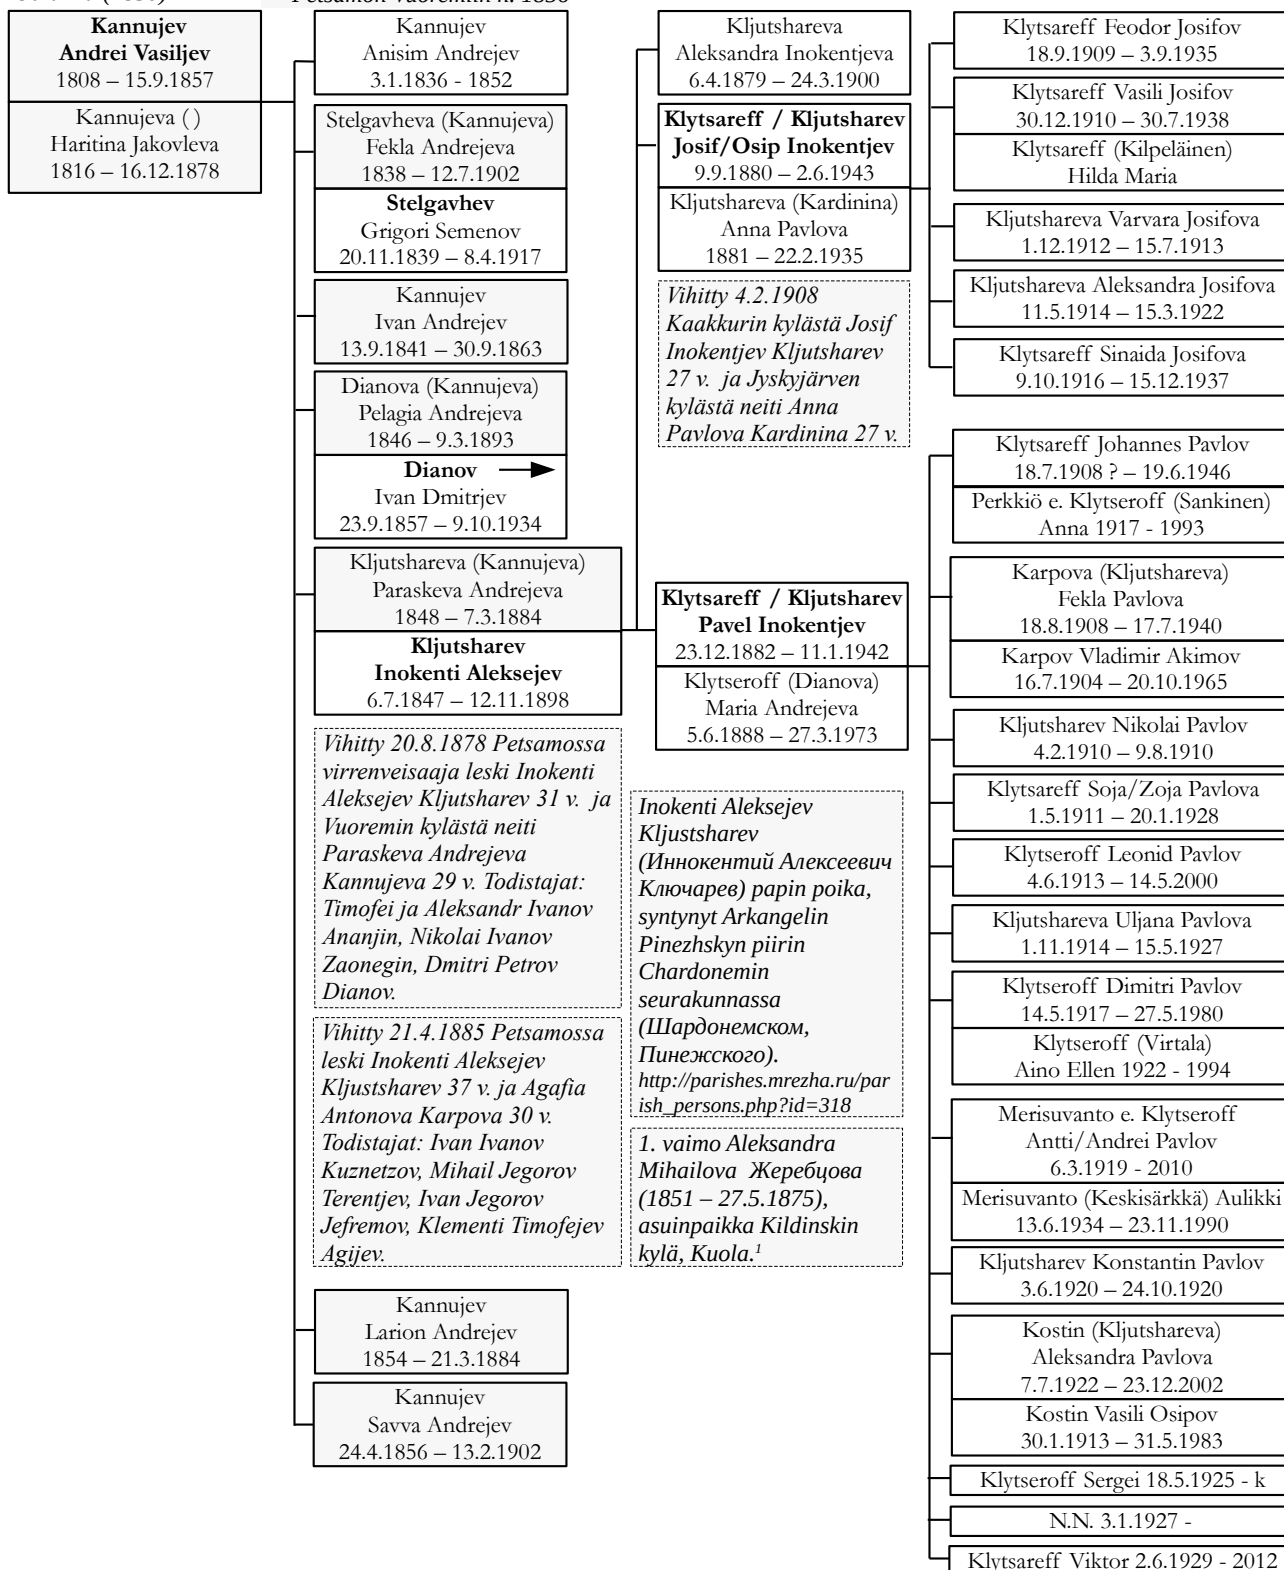 Kannujev
Andrei Vasiljev
1808 – 15.9.1857
Kannujeva ( )
Haritina Jakovleva
1816 – 16.12.1878
Kannujev
Anisim Andrejev
3.1.1836 - 1852
Stelgavheva (Kannujeva)
Fekla Andrejeva
1838 – 12.7.1902
Stelgavhev
Grigori Semenov
20.11.1839 – 8.4.1917
Kannujev
Ivan Andrejev
13.9.1841 – 30.9.1863
Dianova (Kannujeva)
Pelagia Andrejeva
1846 – 9.3.1893
Dianov
Ivan Dmitrjev
23.9.1857 – 9.10.1934
Kljutshareva (Kannujeva)
Paraskeva Andrejeva
1848 – 7.3.1884
Kljutsharev
Inokenti Aleksejev
6.7.1847 – 12.11.1898
Vihitty 20.8.1878 Petsamossa
virrenveisaaja leski Inokenti
Aleksejev Kljutsharev 31 v. ja
Vuoremin kylästä neiti
Paraskeva Andrejeva
Kannujeva 29 v. Todistajat:
Timofei ja Aleksandr Ivanov
Ananjin, Nikolai Ivanov
Zaonegin, Dmitri Petrov
Dianov.
Vihitty 21.4.1885 Petsamossa
leski Inokenti Aleksejev
Kljustsharev 37 v. ja Agafia
Antonova Karpova 30 v.
Todistajat: Ivan Ivanov
Kuznetzov, Mihail Jegorov
Terentjev, Ivan Jegorov
Jefremov, Klementi Timofejev
Agijev.
Kannujev
Larion Andrejev
1854 – 21.3.1884
Kannujev
Savva Andrejev
24.4.1856 – 13.2.1902
Kljutshareva
Aleksandra Inokentjeva
6.4.1879 – 24.3.1900
Klytsareff / Kljutsharev
Josif/Osip Inokentjev
9.9.1880 – 2.6.1943
Kljutshareva (Kardinina)
Anna Pavlova
1881 – 22.2.1935
Vihitty 4.2.1908
Kaakkurin kylästä Josif
Inokentjev Kljutsharev
27 v. ja Jyskyjärven
kylästä neiti Anna
Pavlova Kardinina 27 v.
Klytsareff / Kljutsharev
Pavel Inokentjev
23.12.1882 – 11.1.1942
Klytseroff (Dianova)
Maria Andrejeva
5.6.1888 – 27.3.1973
Inokenti Aleksejev
Kljustsharev
(Иннокентий Алексеевич
Ключарев) papin poika,
syntynyt Arkangelin
Pinezhskyn piirin
Chardonemin
seurakunnassa
(Шардонемском,
Пинежского).
http://parishes.mrezha.ru/par
ish_persons.php?id=318
1. vaimo Aleksandra
Mihailova Жеребцова
(1851 – 27.5.1875),
asuinpaikka Kildinskin
kylä, Kuola.¹
Klytsareff Feodor Josifov
18.9.1909 – 3.9.1935
Klytsareff Vasili Josifov
30.12.1910 – 30.7.1938
Klytsareff (Kilpeläinen)
Hilda Maria
Kljutshareva Varvara Josifova
1.12.1912 – 15.7.1913
Kljutshareva Aleksandra Josifova
11.5.1914 – 15.3.1922
Klytsareff Sinaida Josifova
9.10.1916 – 15.12.1937
Klytsareff Johannes Pavlov
18.7.1908 ? – 19.6.1946
Perkkiö e. Klytseroff (Sankinen)
Anna 1917 - 1993
Karpova (Kljutshareva)
Fekla Pavlova
18.8.1908 – 17.7.1940
Karpov Vladimir Akimov
16.7.1904 – 20.10.1965
Kljutsharev Nikolai Pavlov
4.2.1910 – 9.8.1910
Klytsareff Soja/Zoja Pavlova
1.5.1911 – 20.1.1928
Klytseroff Leonid Pavlov
4.6.1913 – 14.5.2000
Kljutshareva Uljana Pavlova
1.11.1914 – 15.5.1927
Klytseroff Dimitri Pavlov
14.5.1917 – 27.5.1980
Klytseroff (Virtala)
Aino Ellen 1922 - 1994
Merisuvanto e. Klytseroff
Antti/Andrei Pavlov
6.3.1919 - 2010
Merisuvanto (Keskisärkkä) Aulikki
13.6.1934 – 23.11.1990
Kljutsharev Konstantin Pavlov
3.6.1920 – 24.10.1920
Kostin (Kljutshareva)
Aleksandra Pavlova
7.7.1922 – 23.12.2002
Kostin Vasili Osipov
30.1.1913 – 31.5.1983
Klytseroff Sergei 18.5.1925 - k
N.N. 3.1.1927 -
Klytsareff Viktor 2.6.1929 - 2012